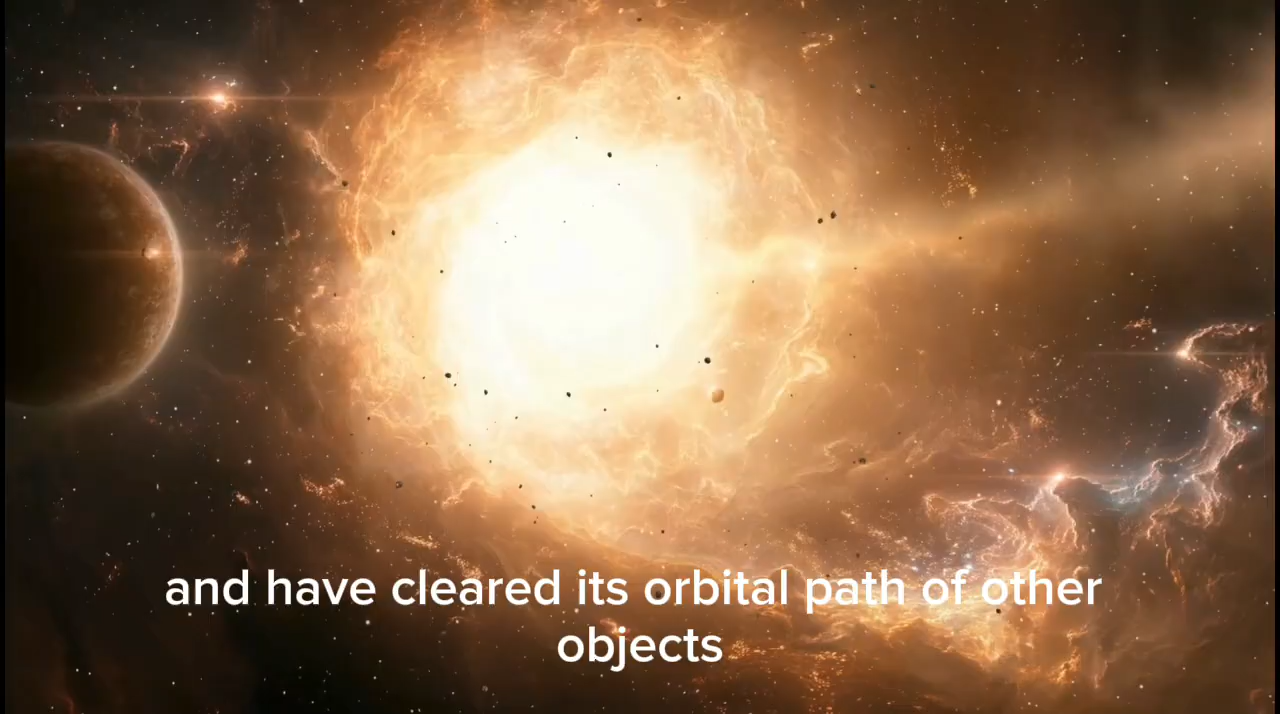 and have cleared its orbital path of other
objects